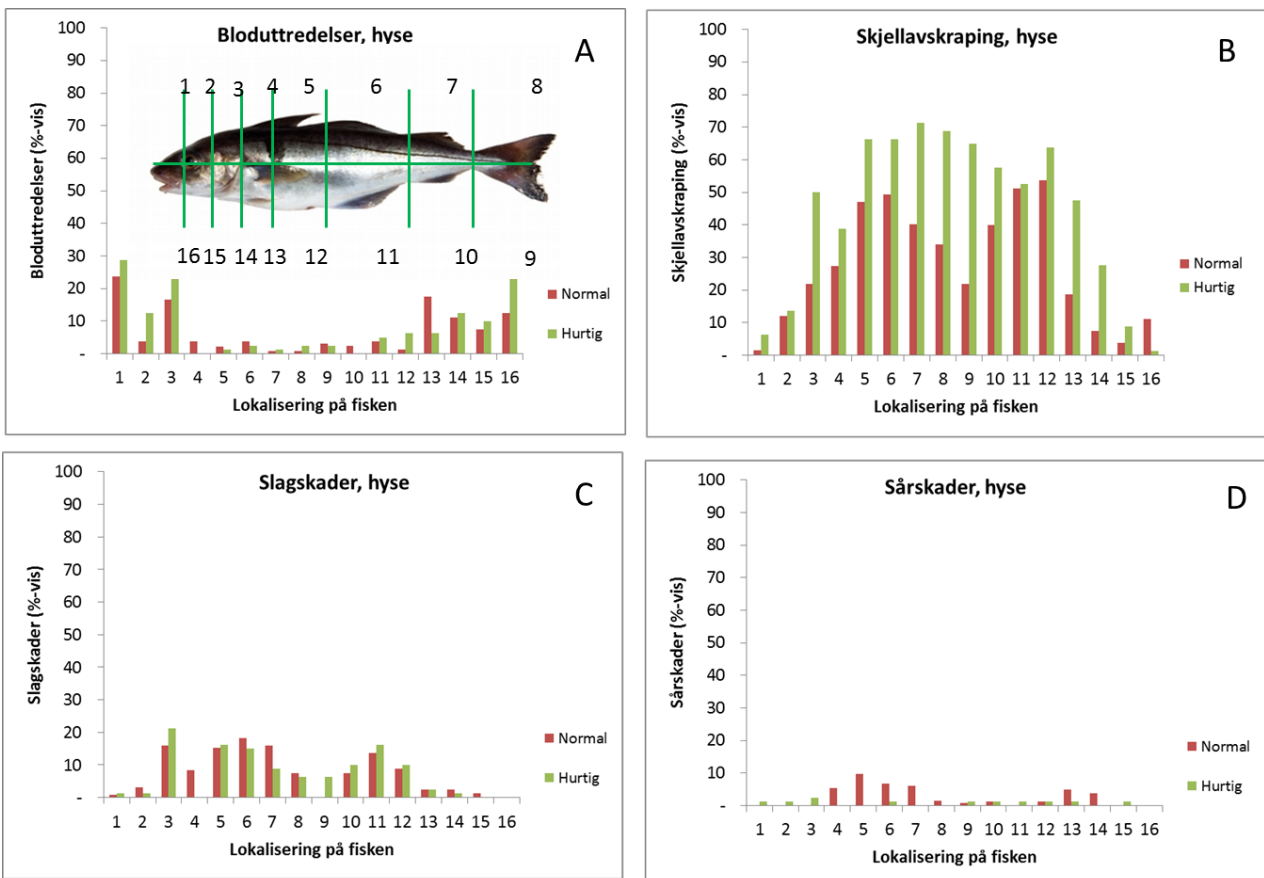 Bloduttredelser, hyse
A
Bloduttredelser (%-vis)
100
90
80
70
60
50
40
30
20
10
-
1 2 3 4 5 6 7 8
16 15 14 13 12 11 10 9
Normal
Hurtig
1 2 3 4 5 6 7 8 9 10 11 12 13 14 15 16
Lokalisering på fisken
Skjellavskraping, hyse
B
Skjellavskraping (%-vis)
100
90
80
70
60
50
40
30
20
10
-
Normal
Hurtig
1 2 3 4 5 6 7 8 9 10 11 12 13 14 15 16
Lokalisering på fisken
Slagskader, hyse
C
Slagskader (%-vis)
100
90
80
70
60
50
40
30
20
10
-
Normal
Hurtig
1 2 3 4 5 6 7 8 9 10 11 12 13 14 15 16
Lokalisering på fisken
Sårskader, hyse
D
Sårskader (%-vis)
100
90
80
70
60
50
40
30
20
10
-
Normal
Hurtig
1 2 3 4 5 6 7 8 9 10 11 12 13 14 15 16
Lokalisering på fisken